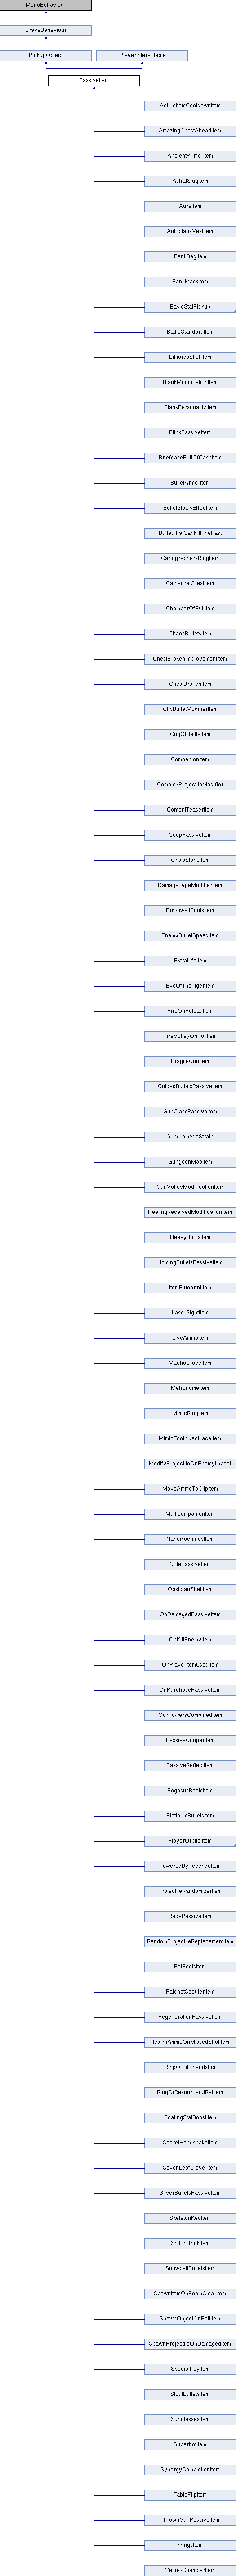 MonoBehaviour
BraveBehaviour
PickupObject
IPlayerInteractable
PassiveItem
ActiveItemCooldownItem
AmazingChestAheadItem
AncientPrimerItem
AstralSlugItem
AuraItem
AutoblankVestItem
BankBagItem
BankMaskItem
BasicStatPickup
BattleStandardItem
BilliardsStickItem
BlankModificationItem
BlankPersonalityItem
BlinkPassiveItem
BriefcaseFullOfCashItem
BulletArmorItem
BulletStatusEffectItem
BulletThatCanKillThePast
CartographersRingItem
CathedralCrestItem
ChamberOfEvilItem
ChaosBulletsItem
ChestBrokenImprovementItem
ChestBrokenItem
ClipBulletModifierItem
CogOfBattleItem
CompanionItem
ComplexProjectileModifier
ContentTeaserItem
CoopPassiveItem
CrisisStoneItem
DamageTypeModifierItem
DownwellBootsItem
EnemyBulletSpeedItem
ExtraLifeItem
EyeOfTheTigerItem
FireOnReloadItem
FireVolleyOnRollItem
FragileGunItem
GuidedBulletsPassiveItem
GunClassPassiveItem
GundromedaStrain
GungeonMapItem
GunVolleyModificationItem
HealingReceivedModificationItem
HeavyBootsItem
HomingBulletsPassiveItem
ItemBlueprintItem
LaserSightItem
LiveAmmoItem
MachoBraceItem
MetronomeItem
MimicRingItem
MimicToothNecklaceItem
ModifyProjectileOnEnemyImpact
MoveAmmoToClipItem
MulticompanionItem
NanomachinesItem
NotePassiveItem
ObsidianShellItem
OnDamagedPassiveItem
OnKillEnemyItem
OnPlayerItemUsedItem
OnPurchasePassiveItem
OurPowersCombinedItem
PassiveGooperItem
PassiveReflectItem
PegasusBootsItem
PlatinumBulletsItem
PlayerOrbitalItem
PoweredByRevengeItem
ProjectileRandomizerItem
RagePassiveItem
RandomProjectileReplacementItem
RatBootsItem
RatchetScouterItem
RegenerationPassiveItem
ReturnAmmoOnMissedShotItem
RingOfPitFriendship
RingOfResourcefulRatItem
ScalingStatBoostItem
SecretHandshakeItem
SevenLeafCloverItem
SilverBulletsPassiveItem
SkeletonKeyItem
SnitchBrickItem
SnowballBulletsItem
SpawnItemOnRoomClearItem
SpawnObjectOnRollItem
SpawnProjectileOnDamagedItem
SpecialKeyItem
StoutBulletsItem
SunglassesItem
SuperhotItem
SynergyCompletionItem
TableFlipItem
ThrownGunPassiveItem
WingsItem
YellowChamberItem